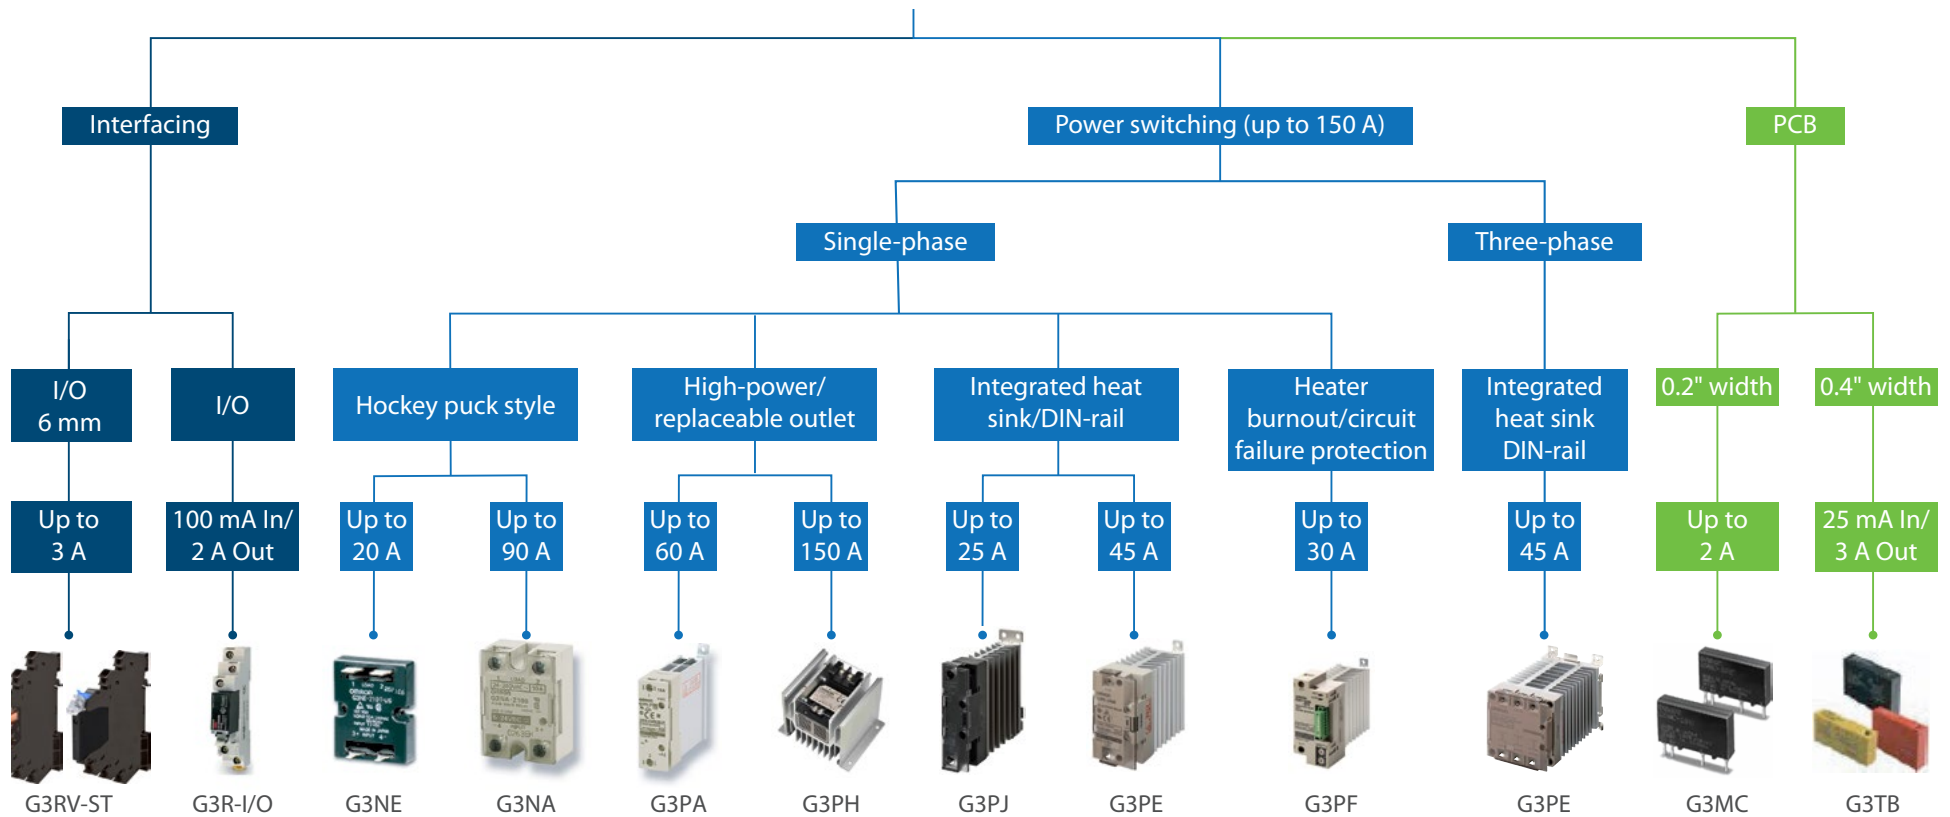 Interfacing
Power switching (up to 150 A)
PCB
Single-phase
Three-phase
I/O
6 mm
I/O
Hockey puck style
High-power/
replaceable outlet
Integrated heat
sink/DIN-rail
Heater
burnout/circuit
failure protection
Integrated
heat sink
DIN-rail
0.2" width
0.4" width
Up to
3 A
100 mA In/
2 A Out
Up to
20 A
Up to
90 A
Up to
60 A
Up to
150 A
Up to
25 A
Up to
45 A
Up to
30 A
Up to
45 A
Up to
2 A
25 mA In/
3 A Out
G3RV-ST
G3R-I/O
G3NE
G3NA
G3PA
G3PH
G3PJ
G3PE
G3PF
G3PE
G3MC
G3TB